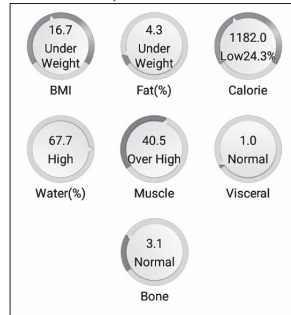 16.7 4.3 1182.0
Under Under Low24.3%
Weight Weight
BMI Fat(%) Calorie
67.7 40.5 1.0
High Over High Normal
Water(%) Muscle Visceral
3.1
Normal
Bone